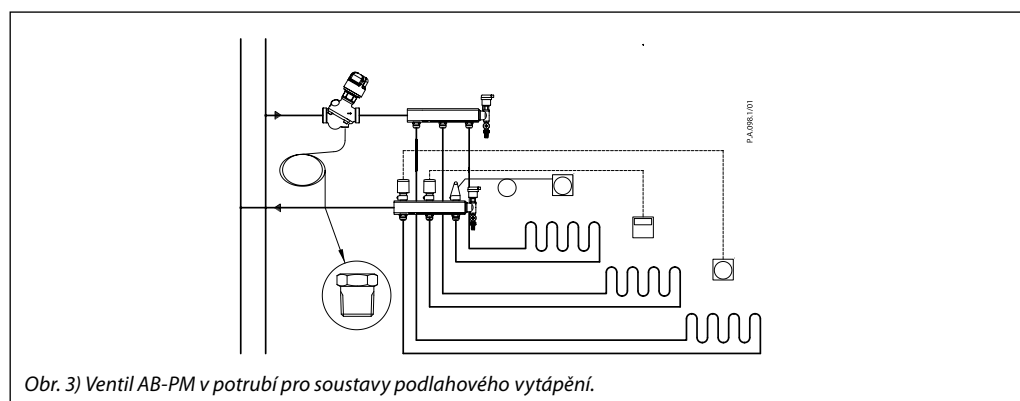 P.A.098.1/01
Obr. 3) Ventil AB-PM v potrubí pro soustavy podlahového vytápění.